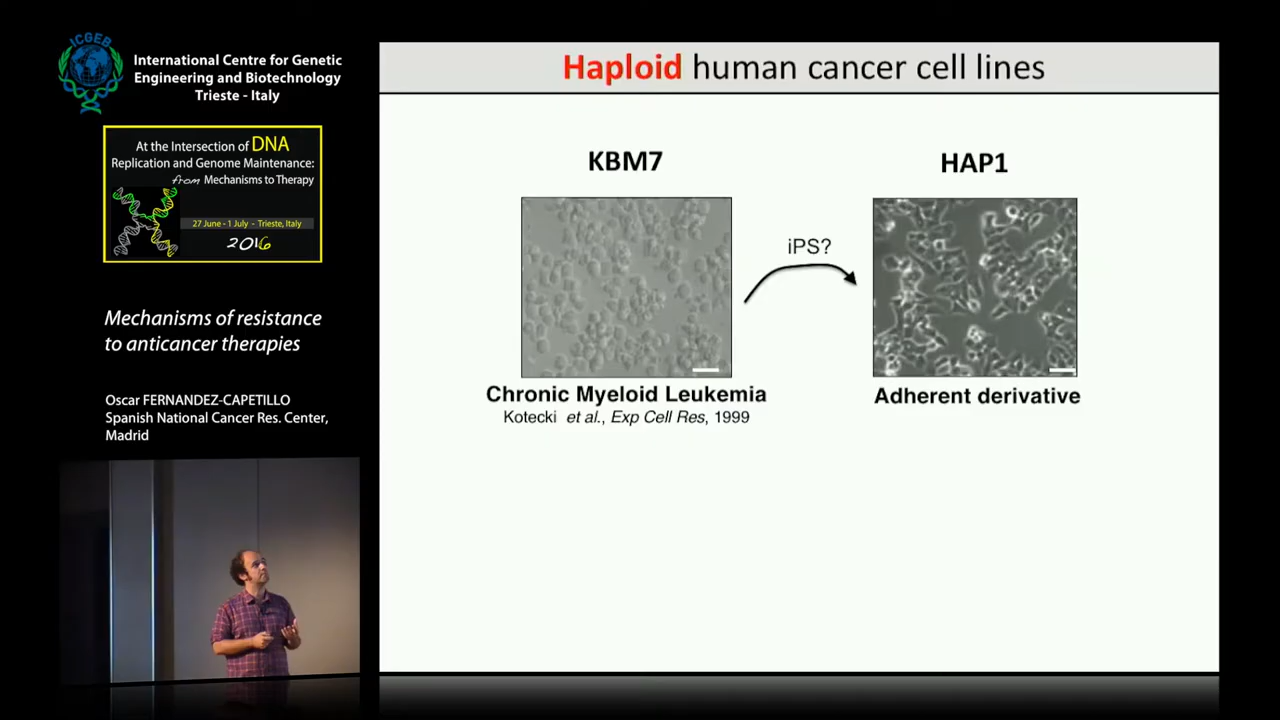 ICGEB
International Centre for Genetic
Engineering and Biotechnology
Trieste - Italy
At the Intersection of DNA
Replication and Genome Maintenance:
from Mechanisms to Therapy
27 June - 1 July - Trieste, Italy
2016
Mechanisms of resistance
to anticancer therapies
Oscar FERNANDEZ-CAPETILLO
Spanish National Cancer Res. Center,
Madrid
Haploid human cancer cell lines
KBM7
HAP1
iPS?
Chronic Myeloid Leukemia
Kotecki et al., Exp Cell Res, 1999
Adherent derivative